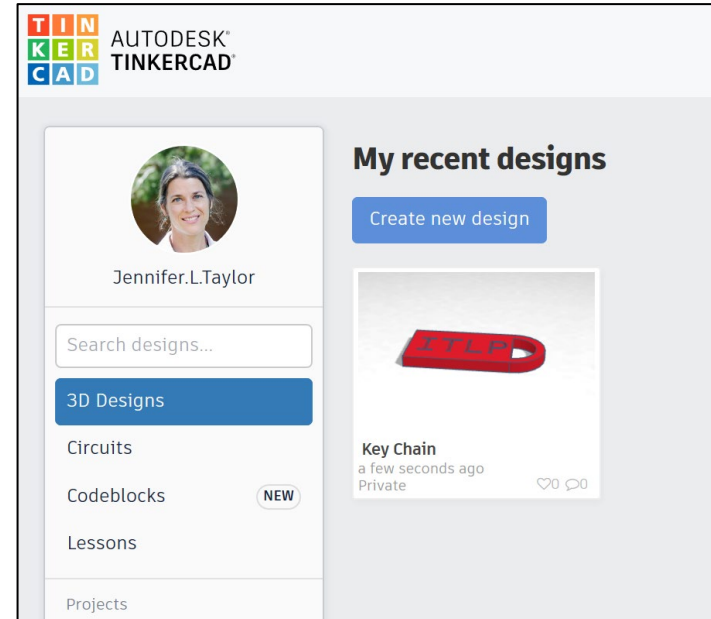 TIN
KER
CAD
AUTODESK®
TINKERCAD®
Jennifer.L.Taylor
Search designs...
3D Designs
Circuits
Codeblocks NEW
Lessons
Projects
My recent designs
Create new design
ITLP
Key Chain
a few seconds ago
Private 0 0